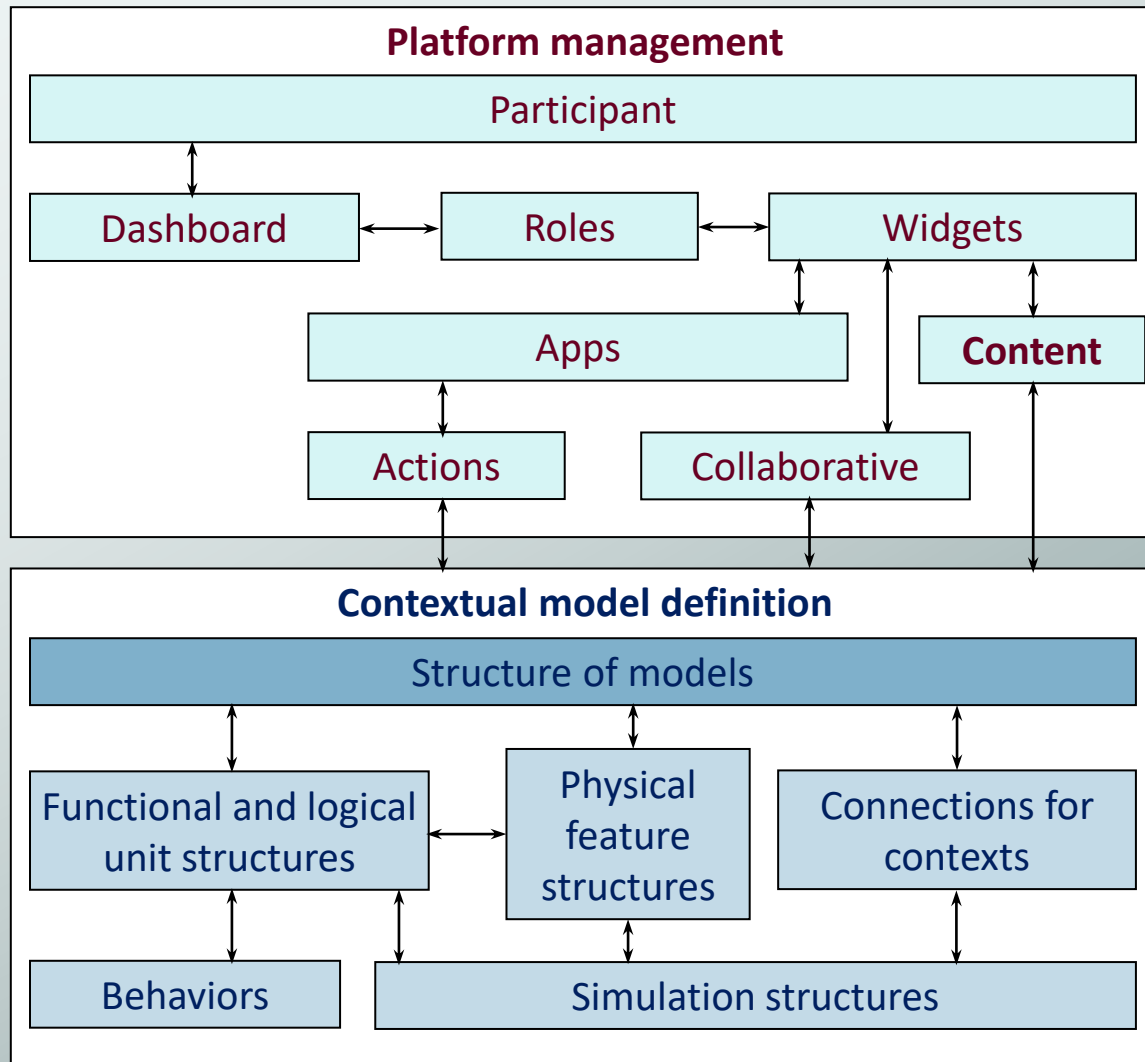 Platform management
Participant
Dashboard
Roles
Widgets
Apps
Content
Actions
Collaborative
Contextual model definition
Structure of models
Functional and logical
unit structures
Physical
feature
structures
Connections for
contexts
Behaviors
Simulation structures